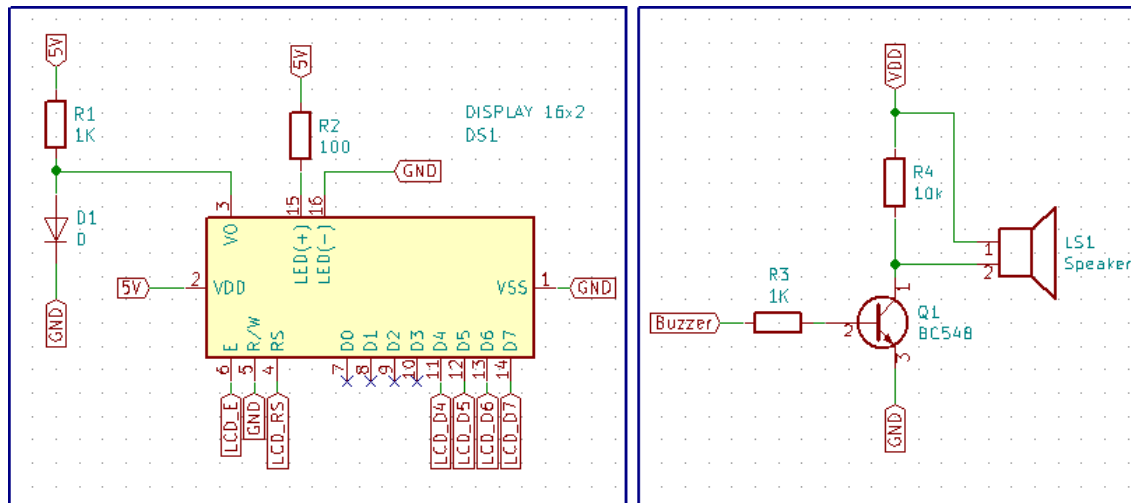 5V
R1
1K
D1
D
GND
5V
R2
100
DISPLAY 16x2
DS1
GND
3
15
16
VO
LED(+)
LED(-)
5V
2
VDD
VSS
1
GND
E
R/W
RS
D0
D1
D2
D3
D4
D5
D6
D7
6
5
4
7
8
9
10
11
12
13
14
LCD_E
GND
LCD_RS
LCD_D4
LCD_D5
LCD_D6
LCD_D7
VDD
R4
10k
1
2
LS1
Speaker
R3
1K
Buzzer
2
1
Q1
BC548
3
GND